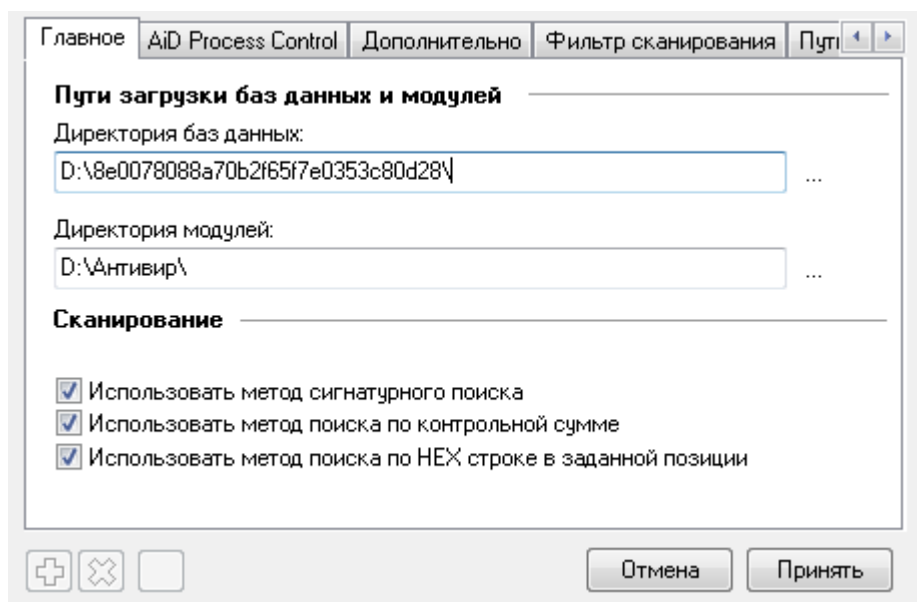 Главное AiD Process Control Дополнительно Фильтр сканирования
Пути загрузки баз данных и модулей
Директория баз данных:
D:\8e0078088a70b2f65f7e0353c80d28\
...
Директория модулей:
D:\Антивир\
...
Сканирование
Использовать метод сигнатурного поиска
Использовать метод поиска по контрольной сумме
Использовать метод поиска по HEX строке в заданной позиции
Отмена Принять